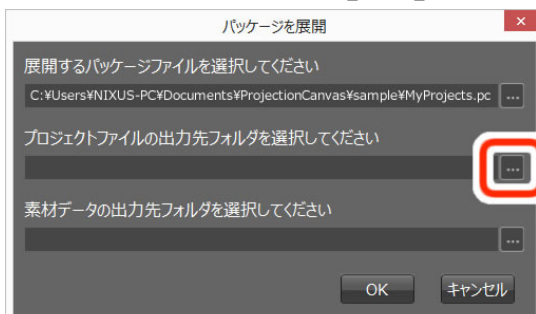 パッケージを展開
展開するパッケージファイルを選択してください
C:¥Users¥NIXUS-PC¥Documents¥ProjectionCanvas¥sample¥MyProjects.pc ...
プロジェクトファイルの出力先フォルダを選択してください
...
素材データの出力先フォルダを選択してください
...
OK キャンセル